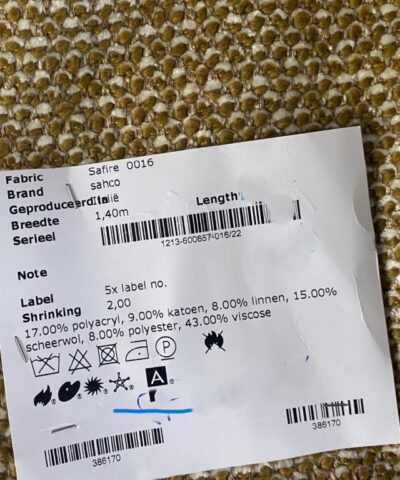 Fabric Safire 0016
Brand sahco
Geproduceerd Italië Length
Breedte 1,40m
Serieel
1213-600657-016/22
Note
Label 5x label no.
Shrinking 2,00
17.00% polyacryl, 9.00% katoen, 8.00% linnen, 15.00%
scheerwol, 8.00% polyester, 43.00% viscose
P
A
386170
386170